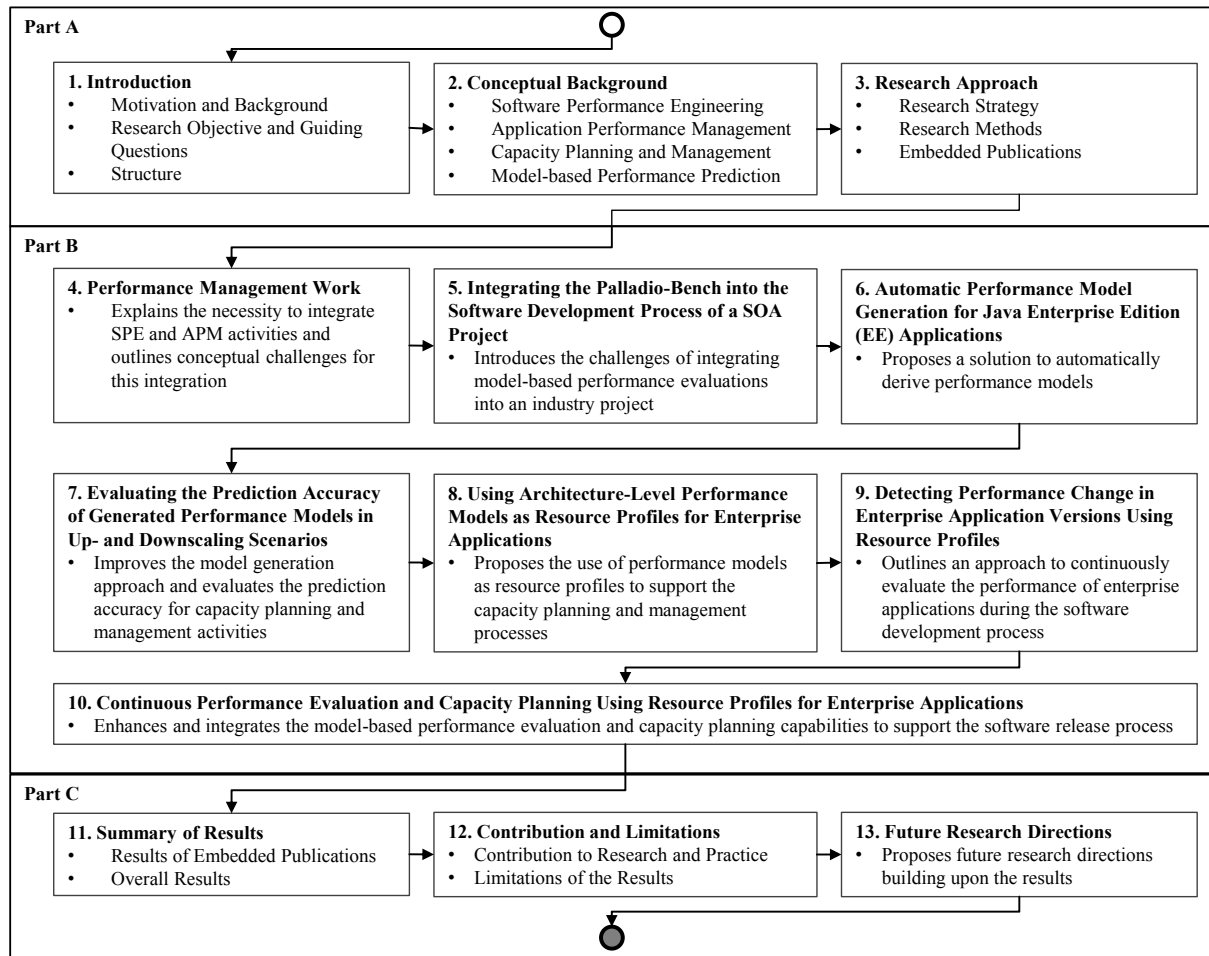 Part A
1. Introduction
• Motivation and Background
• Research Objective and Guiding
Questions
• Structure
2. Conceptual Background
• Software Performance Engineering
• Application Performance Management
• Capacity Planning and Management
• Model-based Performance Prediction
3. Research Approach
• Research Strategy
• Research Methods
• Embedded Publications
Part B
4. Performance Management Work
• Explains the necessity to integrate
SPE and APM activities and
outlines conceptual challenges for
this integration
5. Integrating the Palladio-Bench into the
Software Development Process of a SOA
Project
• Introduces the challenges of integrating
model-based performance evaluations
into an industry project
6. Automatic Performance Model
Generation for Java Enterprise Edition
(EE) Applications
• Proposes a solution to automatically
derive performance models
7. Evaluating the Prediction Accuracy
of Generated Performance Models in
Up- and Downscaling Scenarios
• Improves the model generation
approach and evaluates the prediction
accuracy for capacity planning and
management activities
8. Using Architecture-Level Performance
Models as Resource Profiles for Enterprise
Applications
• Proposes the use of performance models
as resource profiles to support the
capacity planning and management
processes
9. Detecting Performance Change in
Enterprise Application Versions Using
Resource Profiles
• Outlines an approach to continuously
evaluate the performance of enterprise
applications during the software
development process
10. Continuous Performance Evaluation and Capacity Planning Using Resource Profiles for Enterprise Applications
• Enhances and integrates the model-based performance evaluation and capacity planning capabilities to support the software release process
Part C
11. Summary of Results
• Results of Embedded Publications
• Overall Results
12. Contribution and Limitations
• Contribution to Research and Practice
• Limitations of the Results
13. Future Research Directions
• Proposes future research directions
building upon the results